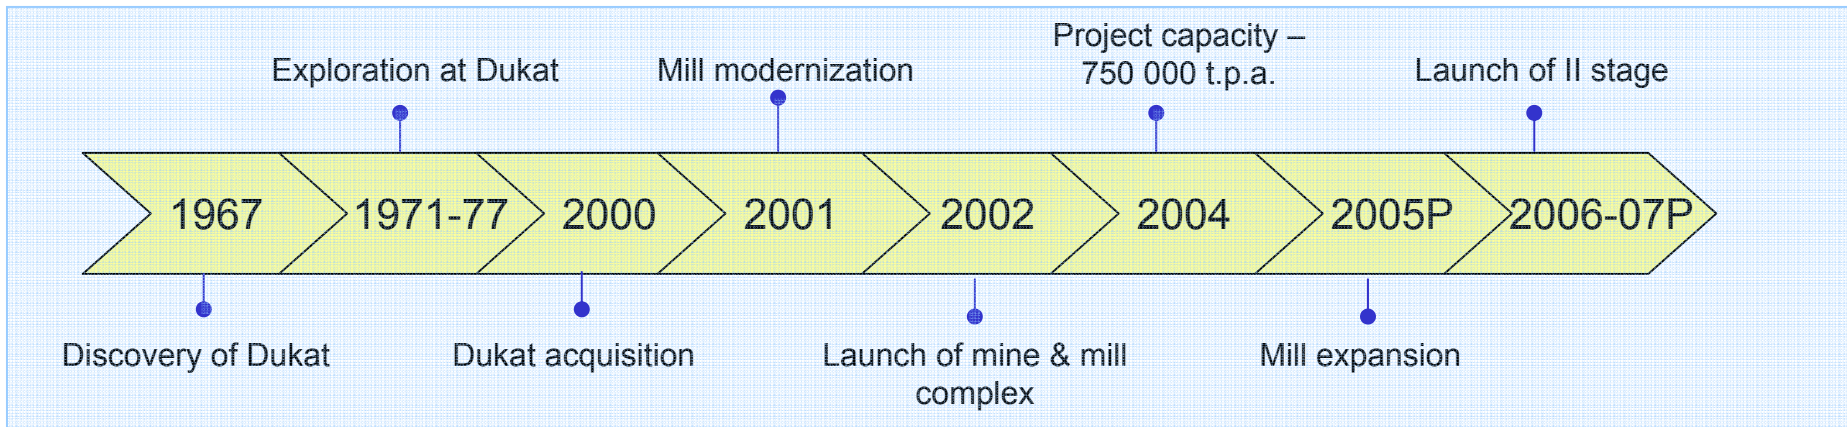 Project capacity –
750 000 t.p.a.
Exploration at Dukat
Mill modernization
Launch of II stage
1967
1971-77
2000
2001
2002
2004
2005P
2006-07P
Discovery of Dukat
Dukat acquisition
Launch of mine & mill
complex
Mill expansion